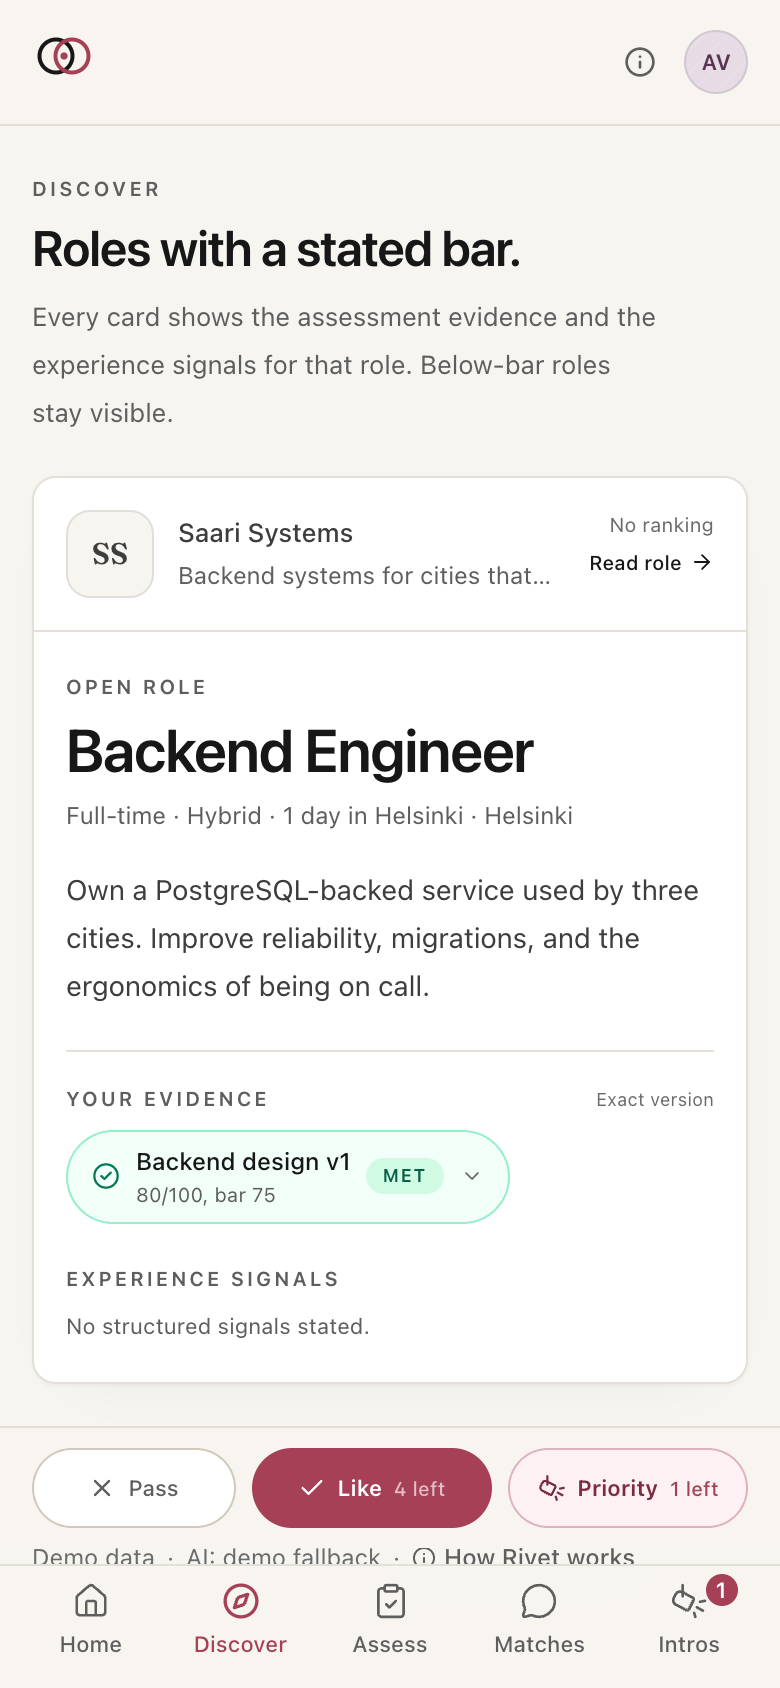 AV
DISCOVER
Roles with a stated bar.
Every card shows the assessment evidence and the
experience signals for that role. Below-bar roles
stay visible.
SS
Saari Systems
Backend systems for cities that...
No ranking
Read role →
OPEN ROLE
Backend Engineer
Full-time · Hybrid · 1 day in Helsinki · Helsinki
Own a PostgreSQL-backed service used by three
cities. Improve reliability, migrations, and the
ergonomics of being on call.
YOUR EVIDENCE
Exact version
Backend design v1
80/100, bar 75
MET
EXPERIENCE SIGNALS
No structured signals stated.
Pass
Like 4 left
Priority 1 left
Demo data · AI: demo fallback · How Rivet works
1
Home
Discover
Assess
Matches
Intros